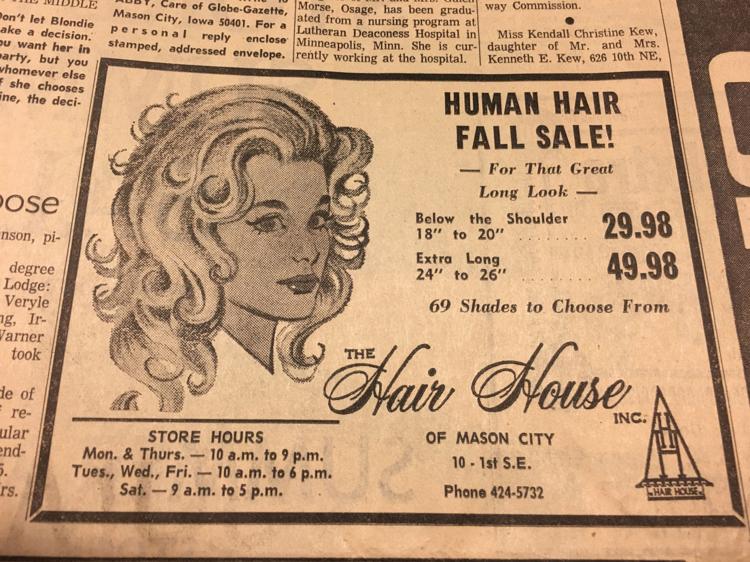 THE MIDDLE
Don't let Blondie
make a decision.
you want her in
party, but you
whomever else
f she chooses
ine, the deci-
ABBY, Care of Globe-Gazette,
Mason City, Iowa 50401. For a
personal reply enclose
stamped, addressed envelope.
Morse, Osage, has been gradu-
ated from a nursing program at
Lutheran Deaconess Hospital in
Minneapolis, Minn. She is cur-
rently working at the hospital.
way Commission.
Miss Kendall Christine Kew,
daughter of Mr. and Mrs.
Kenneth E. Kew, 626 10th NE,
oose
nson, pi-
degree
Lodge:
Veryle
ng, Ir-
Warner
took
de of
re-
ular
end-
5.
rs.
HUMAN HAIR
FALL SALE!
— For That Great
Long Look —
Below the Shoulder
18" to 20" ........ 29.98
Extra Long
24" to 26" ........ 49.98
69 Shades to Choose From
THE
Hair House
INC.
OF MASON CITY
10 - 1st S.E.
Phone 424-5732
HAIR HOUSE
STORE HOURS
Mon. & Thurs. — 10 a.m. to 9 p.m.
Tues., Wed., Fri. — 10 a.m. to 6 p.m.
Sat. — 9 a.m. to 5 p.m.